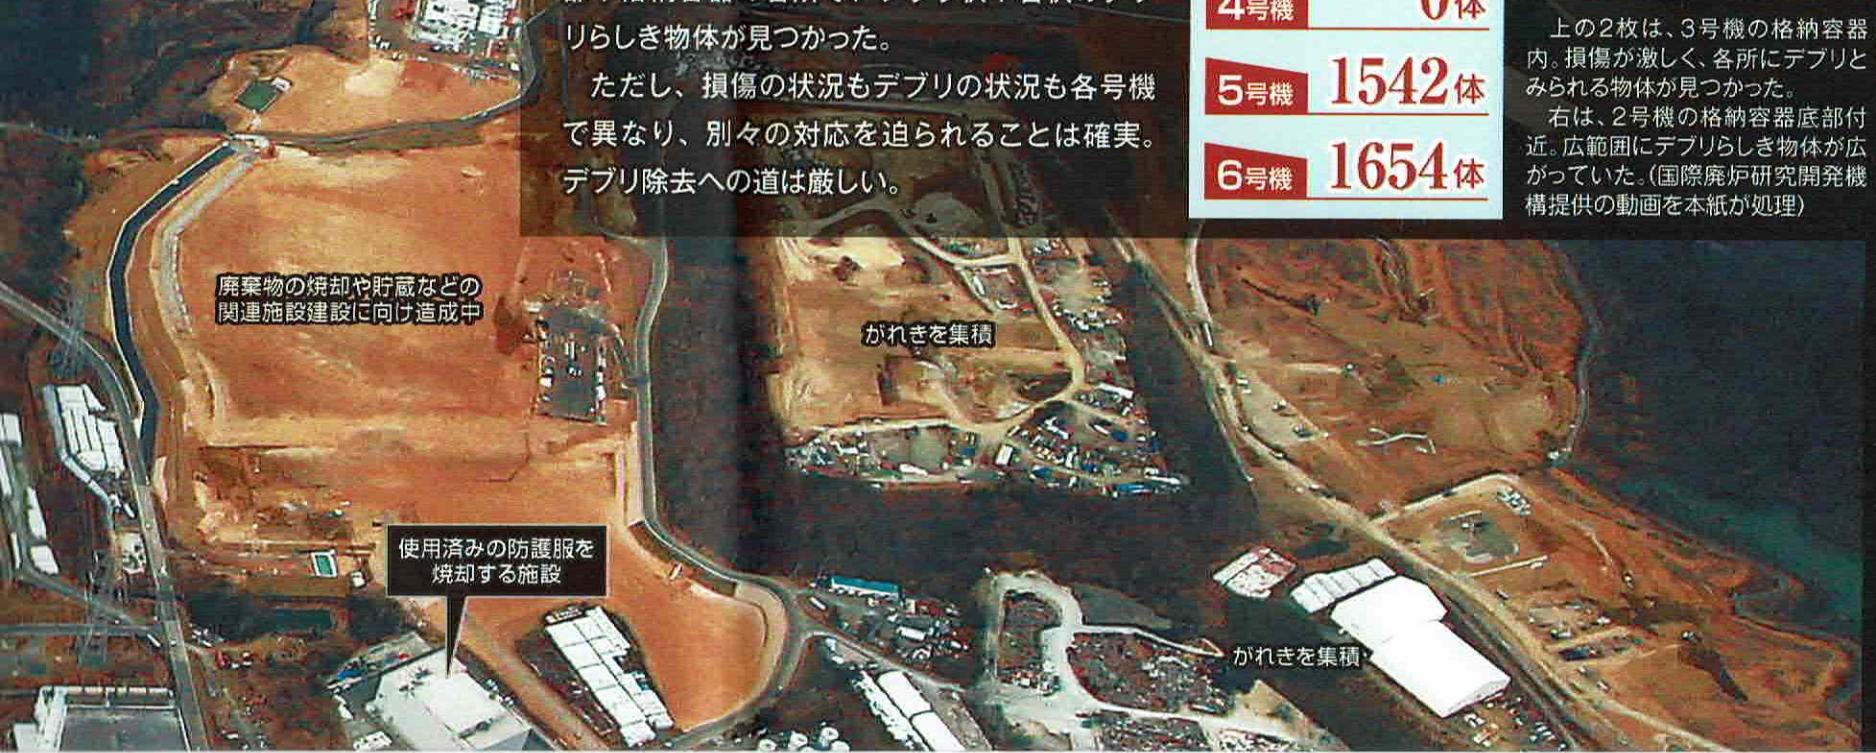 りらしき物体が見つかった。
ただし、損傷の状況もデブリの状況も各号機
で異なり、別々の対応を迫られることは確実。
デブリ除去への道は厳しい。
4号機 0体
5号機 1542体
6号機 1654体
上の2枚は、3号機の格納容器
内。損傷が激しく、各所にデブリと
みられる物体が見つかった。
右は、2号機の格納容器底部付
近。広範囲にデブリらしき物体が広
がっていた。(国際廃炉研究開発機
構提供の動画を本紙が処理)
廃棄物の焼却や貯蔵などの
関連施設建設に向け造成中
がれきを集積
使用済みの防護服を
焼却する施設
がれきを集積